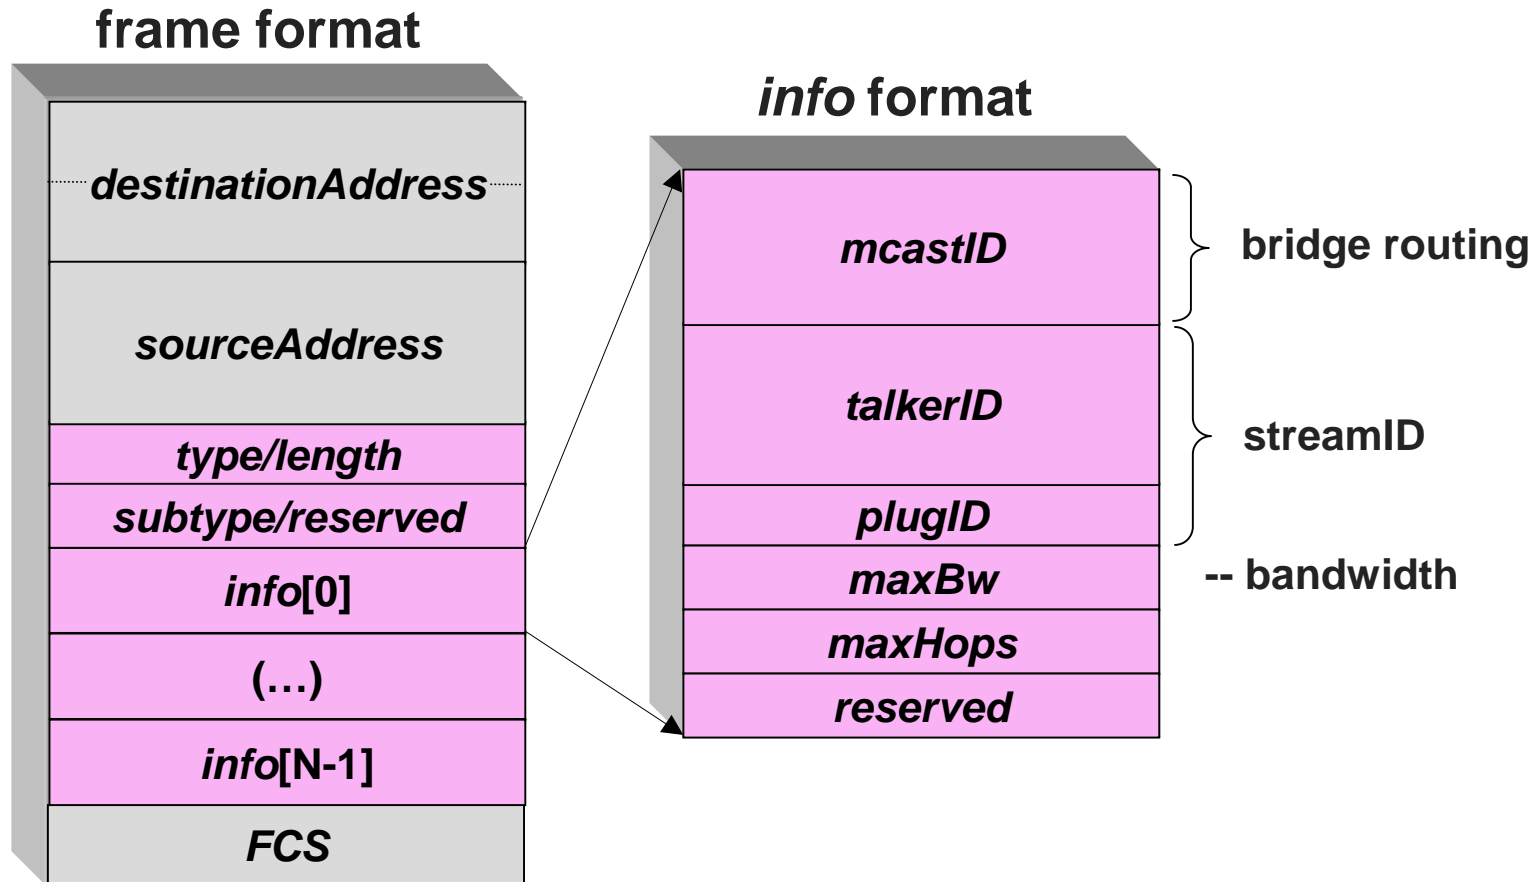 frame format
destinationAddress
sourceAddress
type/length
subtype/reserved
info[0]
(...)
info[N-1]
FCS
info format
mcastID
talkerID
plugID
maxBw
maxHops
reserved
bridge routing
streamID
-- bandwidth